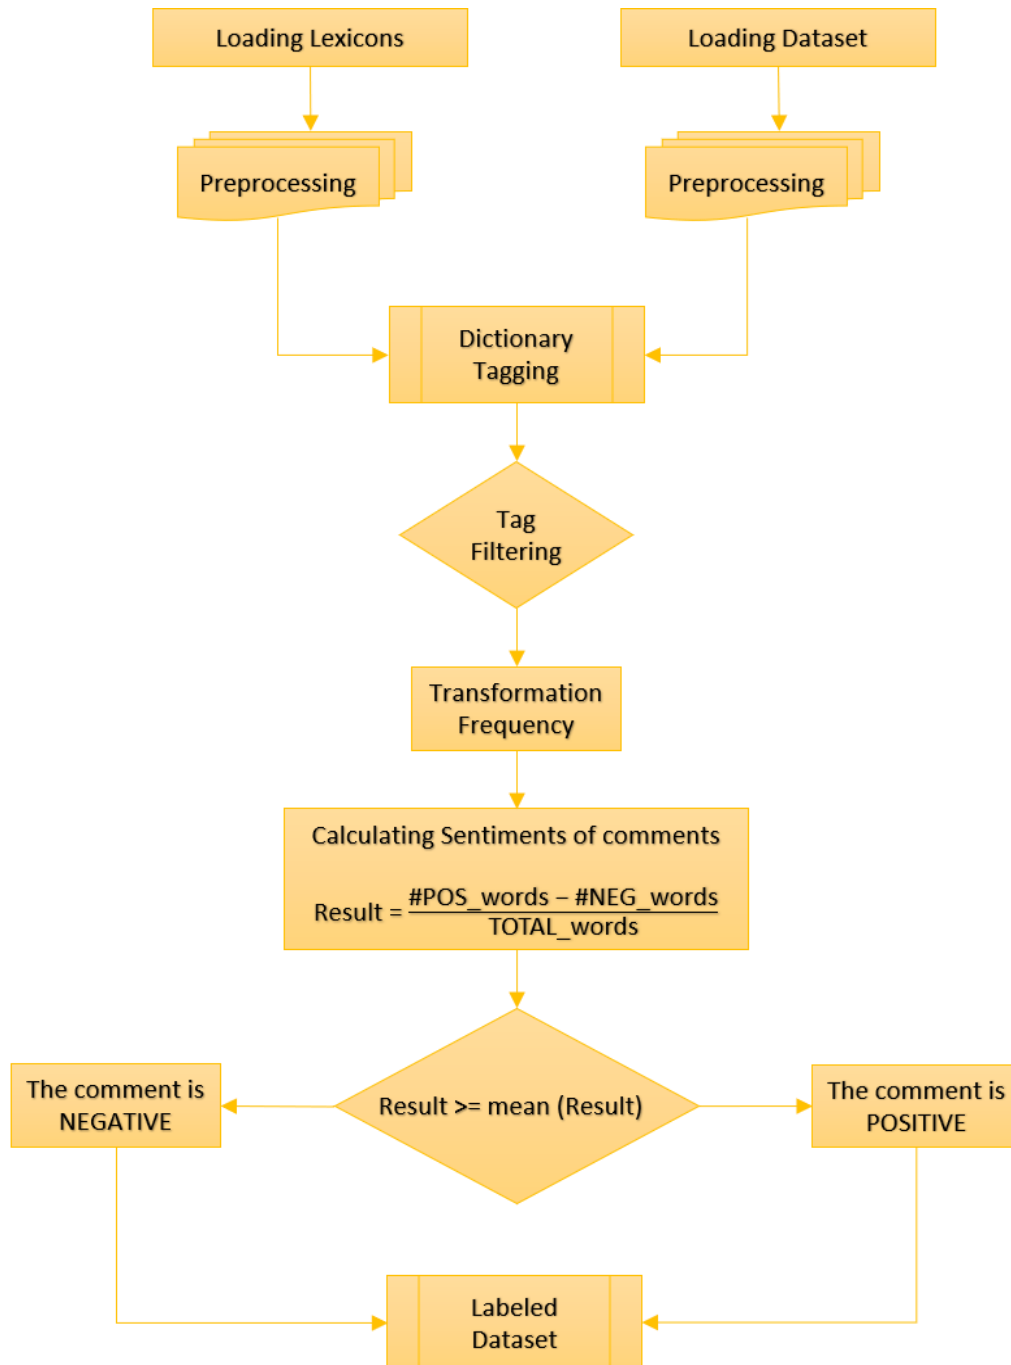 Loading Lexicons
Loading Dataset
Preprocessing
Preprocessing
Dictionary
Tagging
Tag
Filtering
Transformation
Frequency
Calculating Sentiments of comments
#POS_words – #NEG_words
Result =
TOTAL_words
The comment is
NEGATIVE
Result >= mean (Result)
The comment is
POSITIVE
Labeled
Dataset